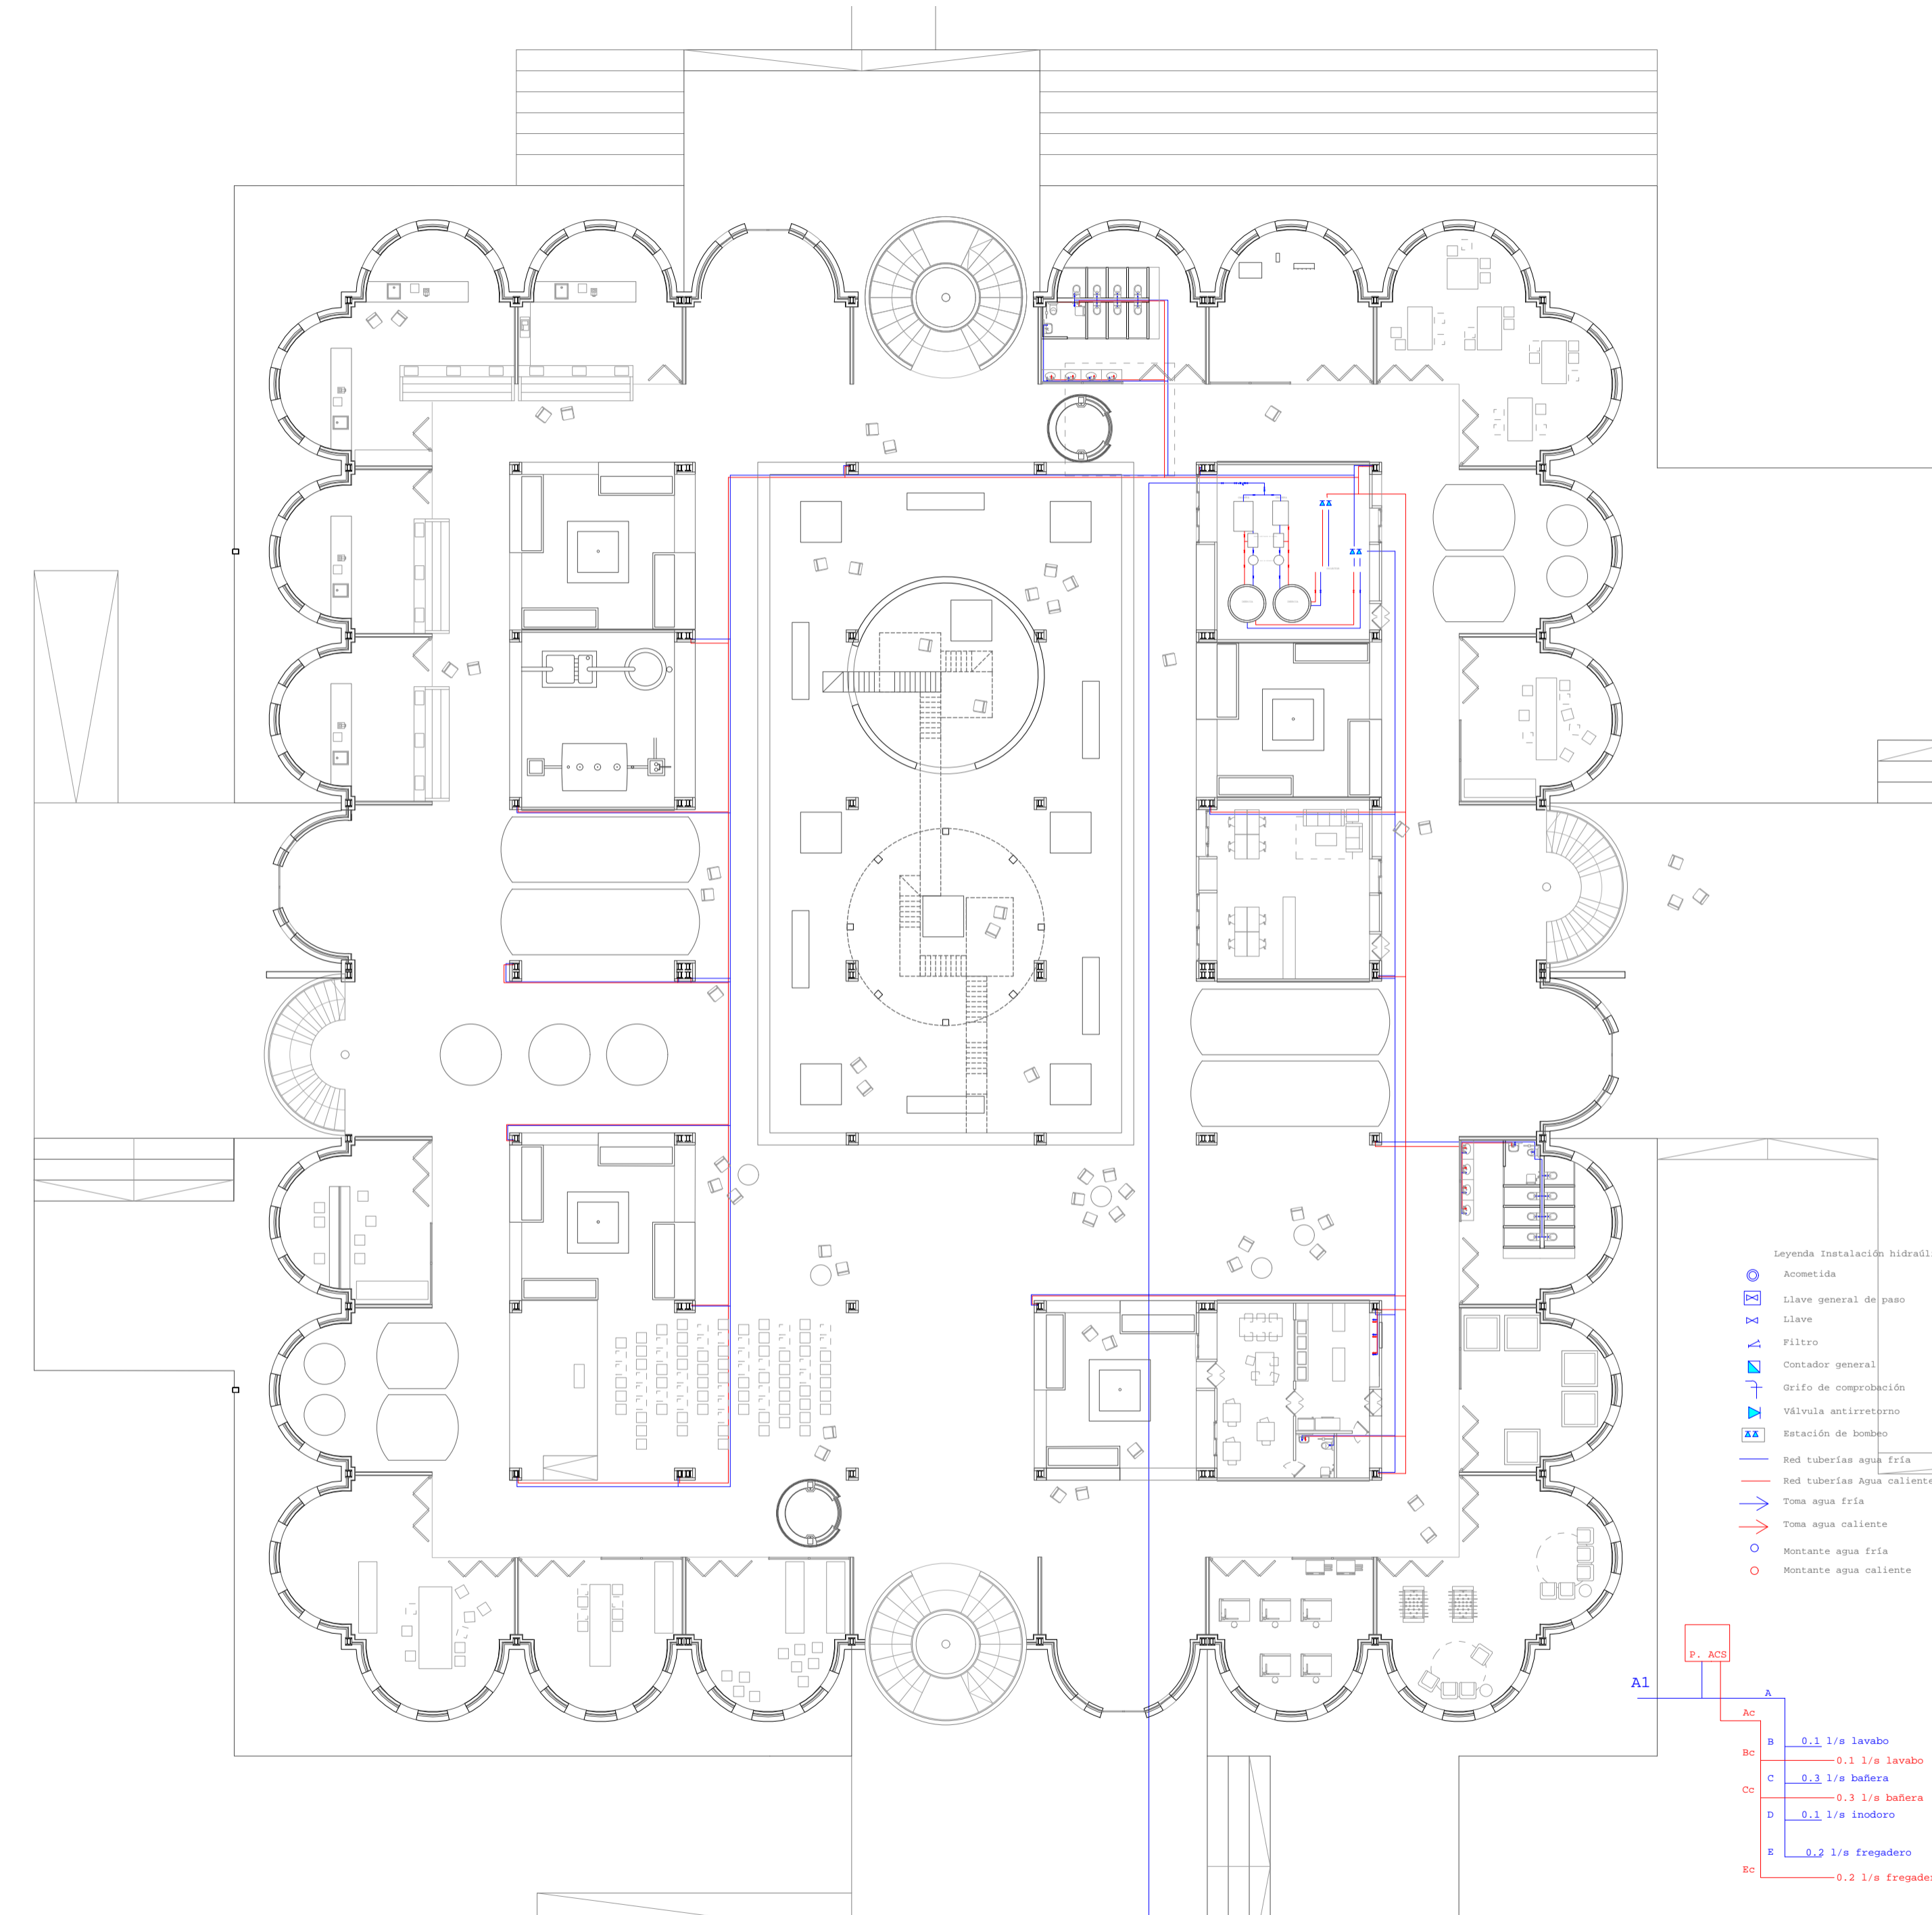 Leyenda Instalación hidraúl
Acometida
Llave general de paso
Llave
Filtro
Contador general
Grifo de comprobación
Válvula antirretorno
Estación de bombeo
Red tuberías agua fría
Red tuberías Agua caliente
Toma agua fría
Toma agua caliente
Montante agua fría
Montante agua caliente
P. ACS
A1
A
Ac
B 0.1 l/s lavabo
Bc 0.1 l/s lavabo
C 0.3 l/s bañera
Cc 0.3 l/s bañera
D 0.1 l/s inodoro
E 0.2 l/s fregadero
Ec 0.2 l/s fregader